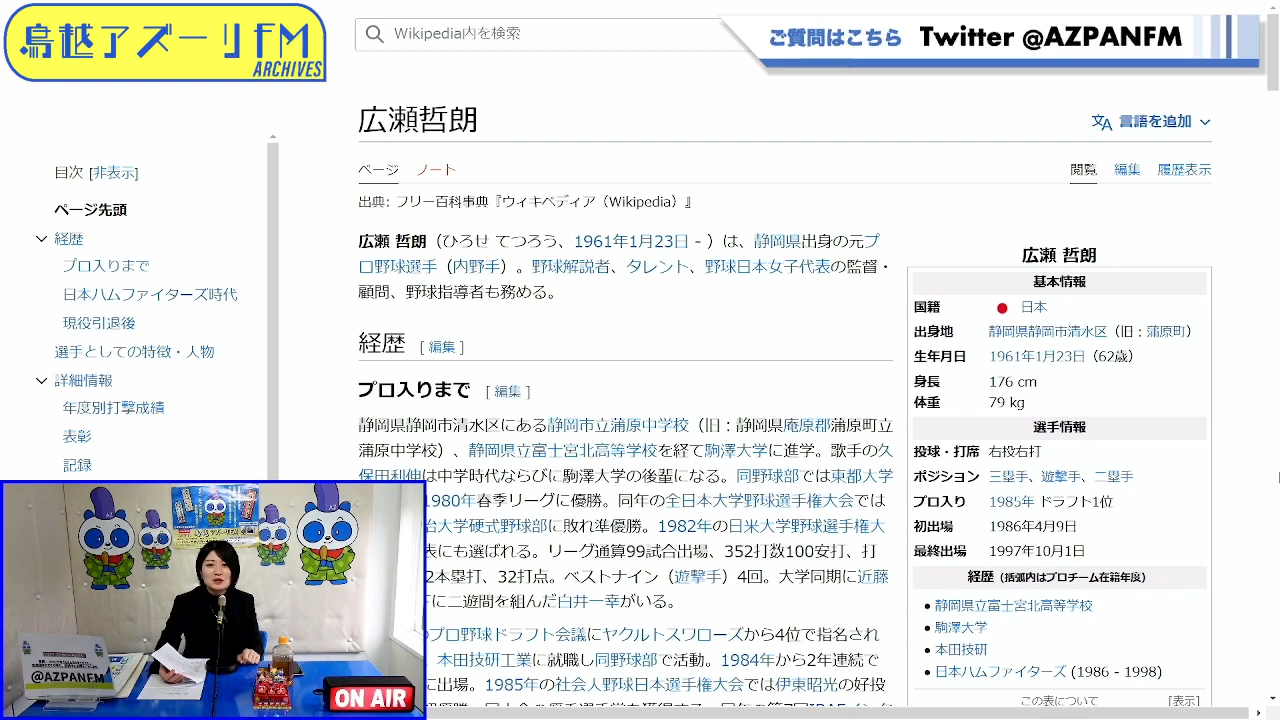 鳥越アズーリFM
ARCHIVES
Wikipedia内を検索
ご質問はこちら Twitter @AZPANFM
広瀬哲朗
言語を追加
ページ ノート
閲覧 編集 履歴表示
出典: フリー百科事典『ウィキペディア（Wikipedia）』
目次 [非表示]
ページ先頭
経歴
プロ入りまで
日本ハムファイターズ時代
現役引退後
選手としての特徴・人物
詳細情報
年度別打撃成績
表彰
記録
広瀬 哲朗（ひろせ てつろう、1961年1月23日 - ）は、静岡県出身の元プ
ロ野球選手（内野手）。野球解説者、タレント、野球日本女子代表の監督・
顧問、野球指導者も務める。
経歴 [編集]
プロ入りまで [編集]
静岡県静岡市清水区にある静岡市立蒲原中学校（旧：静岡県庵原郡蒲原町立
蒲原中学校）、静岡県立富士宮北高等学校を経て駒澤大学に進学。歌手の久
保田利伸は中学時代ならびに駒澤大学の後輩になる。同野球部では東都大学
1980年春季リーグに優勝。同年の全日本大学野球選手権大会では
治大学硬式野球部に敗れ準優勝。1982年の日米大学野球選手権大
表にも選ばれる。リーグ通算99試合出場、352打数100安打、打
2本塁打、32打点。ベストナイン（遊撃手）4回。大学同期に近藤
に二遊間を組んだ白井一幸がいる。
プロ野球ドラフト会議にヤクルトスワローズから4位で指名され
本田技研工業に就職し同野球部で活動。1984年から2年連続で
に出場。1985年の社会人野球日本選手権大会では伊東昭光の好投
広瀬 哲朗
基本情報
国籍 日本
出身地 静岡県静岡市清水区（旧：蒲原町）
生年月日 1961年1月23日（62歳）
身長 176 cm
体重 79 kg
選手情報
投球・打席 右投右打
ポジション 三塁手、遊撃手、二塁手
プロ入り 1985年 ドラフト1位
初出場 1986年4月9日
最終出場 1997年10月1日
経歴（括弧内はプロチーム在籍年度）
静岡県立富士宮北高等学校
駒澤大学
本田技研
日本ハムファイターズ (1986 - 1998)
この表について [表示]
@AZPANFM
ON AIR